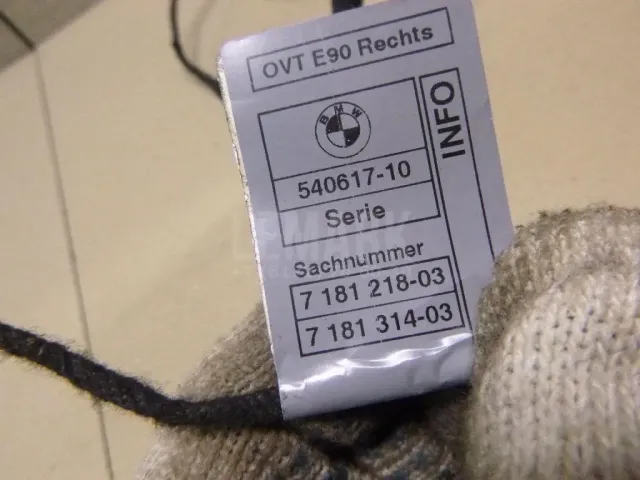 OVT E90 Rechts
BMW
INFO
540617-10
Serie
Sachnummer
7 181 218-03
7 181 314-03